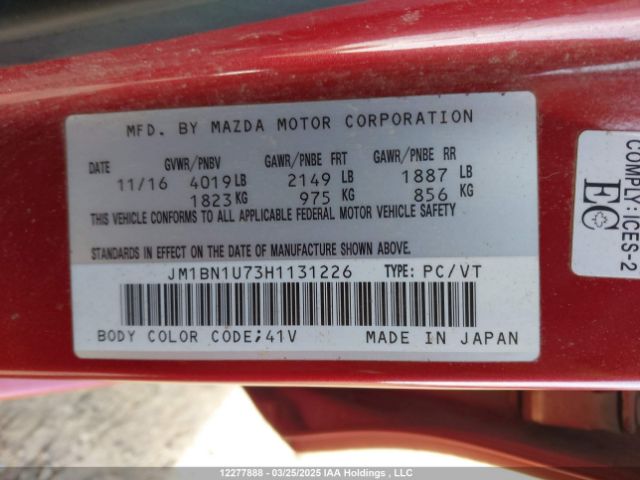 MFD. BY MAZDA MOTOR CORPORATION
DATE GVWR/PNBV GAWR/PNBE FRT GAWR/PNBE RR
11/16 4019 LB 2149 LB 1887 LB
1823 KG 975 KG 856 KG
THIS VEHICLE CONFORMS TO ALL APPLICABLE FEDERAL MOTOR VEHICLE SAFETY
STANDARDS IN EFFECT ON THE DATE OF MANUFACTURE SHOWN ABOVE.
JM1BN1U73H1131226 TYPE: PC/VT
BODY COLOR CODE;41V MADE IN JAPAN
COMPLY:ICES-2
EC
12277888 - 03/25/2025 IAA Holdings , LLC